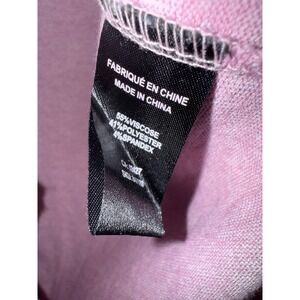 FABRIQUÉ EN CHINE
MADE IN CHINA
55%VISCOSE
41%POLYESTER
4%SPANDEX